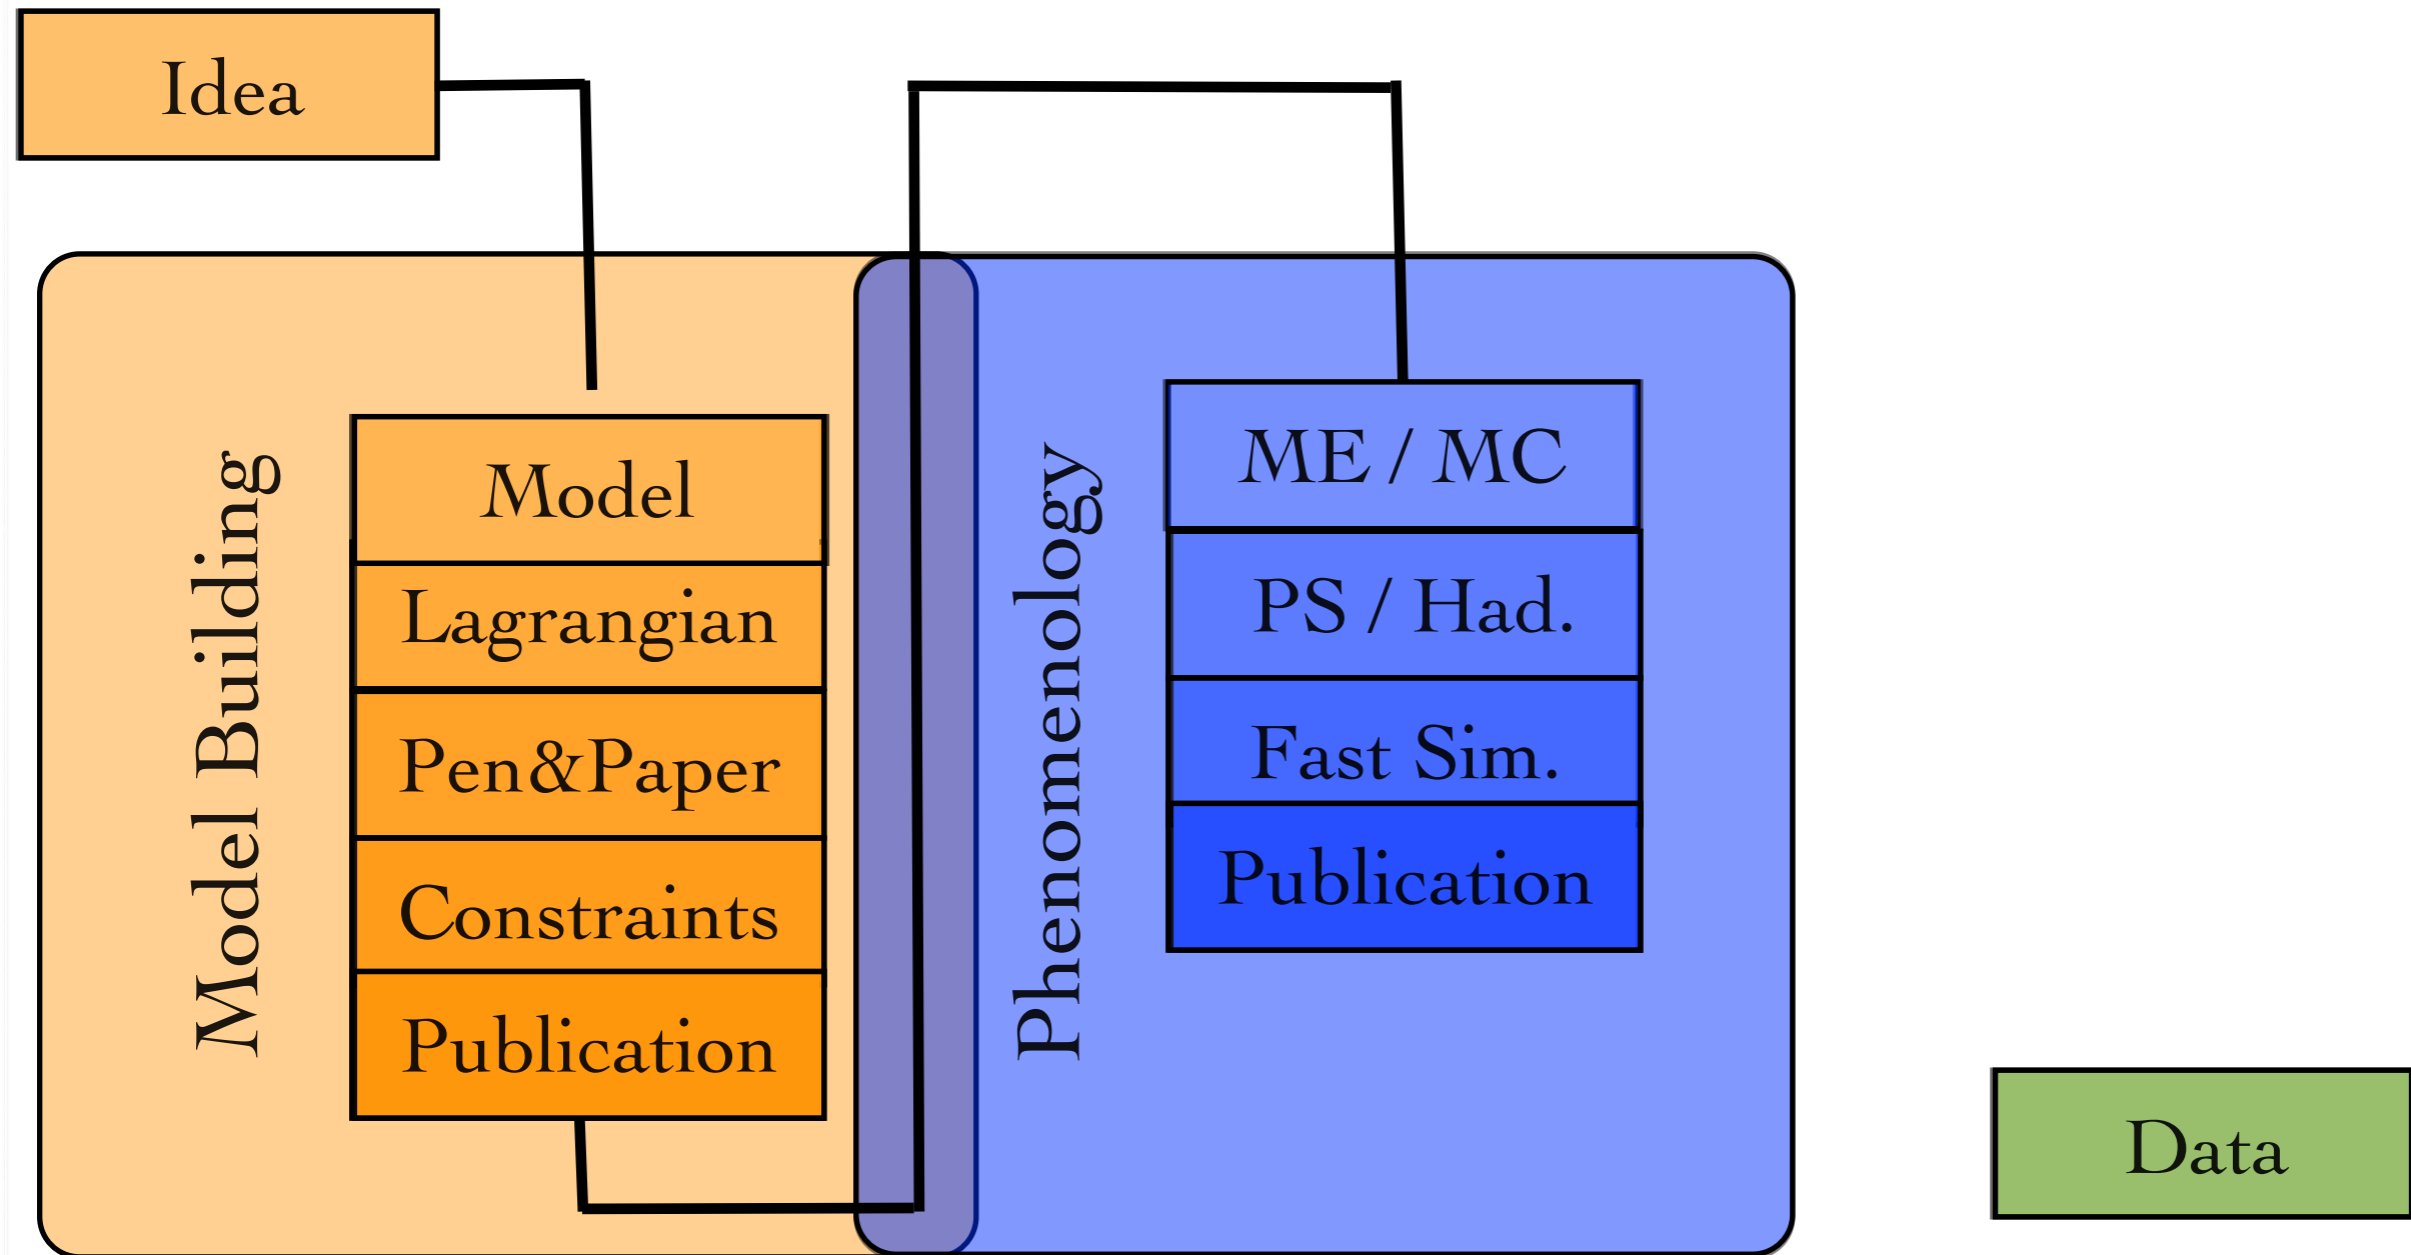 Idea
Model Building
Model
Lagrangian
Pen&Paper
Constraints
Publication
Phenomenology
ME / MC
PS / Had.
Fast Sim.
Publication
Data